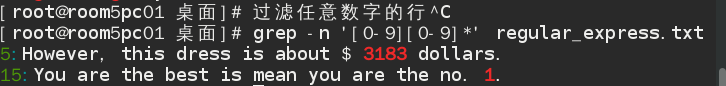 [root@room5pc01 桌面]# 过滤任意数字的行^C
[root@room5pc01 桌面]# grep -n '[0-9][0-9]*' regular_express.txt
5:However, this dress is about $ 3183 dollars.
15:You are the best is mean you are the no. 1.